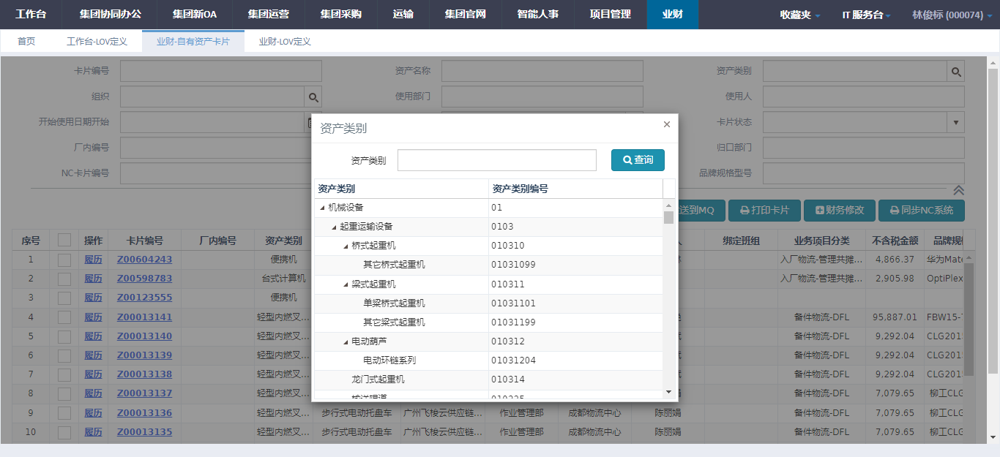 工作台 集团协同办公 集团新OA 集团运营 集团采购 运输 集团官网 智能人事 项目管理 业财 收藏夹 IT 服务台 林俊标 (000074)
首页 工作台-LOV定义 业财-自有资产卡片 业财-LOV定义
卡片编号 资产名称 资产类别
组织 使用部门 使用人
开始使用日期开始 卡片状态
厂内编号 归口部门
NC卡片编号 品牌规格型号
资产类别 ×
资产类别 查询
资产类别 资产类别编号
机械设备 01
起重运输设备 0103
桥式起重机 010310
其它桥式起重机 01031099
梁式起重机 010311
单梁桥式起重机 01031101
其它梁式起重机 01031199
电动葫芦 010312
电动环链系列 01031204
龙门式起重机 010314
送到MQ 打印卡片 财务修改 同步NC系统
序号 操作 卡片编号 厂内编号 资产类别 绑定班组 业务项目分类 不含税金额 品牌规
1 履历 Z00604243 便携机 入厂物流-管理共摊... 4,866.37 华为Mate
2 履历 Z00598783 台式计算机 入厂物流-管理共摊... 2,905.98 OptiPlex
3 履历 Z00123555 便携机
4 履历 Z00013141 轻型内燃叉... 备件物流-DFL 95,887.01 FBW15-
5 履历 Z00013140 轻型内燃叉... 备件物流-DFL 9,292.04 CLG201
6 履历 Z00013139 轻型内燃叉... 备件物流-DFL 9,292.04 CLG201
7 履历 Z00013138 轻型内燃叉... 备件物流-DFL 9,292.04 CLG201
8 履历 Z00013137 轻型内燃叉... 备件物流-DFL 7,079.65 柳工CLG
9 履历 Z00013136 轻型内燃叉... 步行式电动托盘车 广州飞梭云供应链... 作业管理部 成都物流中心 陈丽娟 备件物流-DFL 7,079.65 柳工CLG
10 履历 Z00013135 轻型内燃叉... 步行式电动托盘车 广州飞梭云供应链... 作业管理部 成都物流中心 陈丽娟 备件物流-DFL 7,079.65 柳工CLG